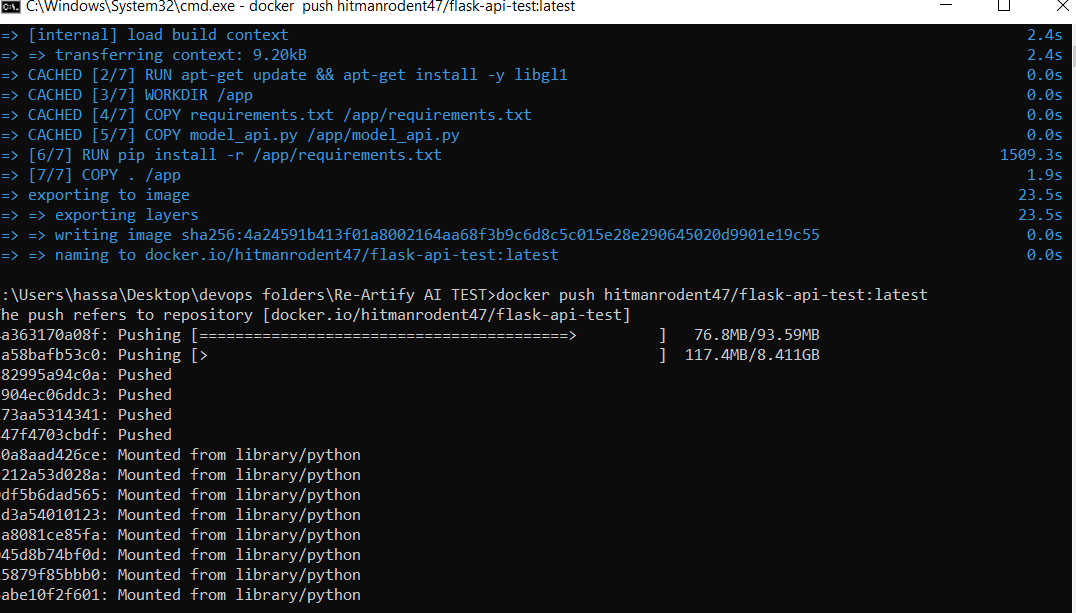 C:\Windows\System32\cmd.exe - docker  push hitmanrodent47/flask-api-test:latest
=> [internal] load build context 2.4s
=> => transferring context: 9.20kB 2.4s
=> CACHED [2/7] RUN apt-get update && apt-get install -y libgl1 0.0s
=> CACHED [3/7] WORKDIR /app 0.0s
=> CACHED [4/7] COPY requirements.txt /app/requirements.txt 0.0s
=> CACHED [5/7] COPY model_api.py /app/model_api.py 0.0s
=> [6/7] RUN pip install -r /app/requirements.txt 1509.3s
=> [7/7] COPY . /app 1.9s
=> exporting to image 23.5s
=> => exporting layers 23.5s
=> => writing image sha256:4a24591b413f01a8002164aa68f3b9c6d8c5c015e28e290645020d9901e19c55 0.0s
=> => naming to docker.io/hitmanrodent47/flask-api-test:latest 0.0s
:\Users\hassa\Desktop\devops folders\Re-Artify AI TEST>docker push hitmanrodent47/flask-api-test:latest
he push refers to repository [docker.io/hitmanrodent47/flask-api-test]
a363170a08f: Pushing [=========================================>         ]   76.8MB/93.59MB
a58bafb53c0: Pushing [>                                                  ]  117.4MB/8.411GB
82995a94c0a: Pushed
904ec06ddc3: Pushed
73aa5314341: Pushed
47f4703cbdf: Pushed
0a8aad426ce: Mounted from library/python
212a53d028a: Mounted from library/python
df5b6dad565: Mounted from library/python
d3a54010123: Mounted from library/python
a8081ce85fa: Mounted from library/python
45d8b74bf0d: Mounted from library/python
5879f85bbb0: Mounted from library/python
abe10f2f601: Mounted from library/python